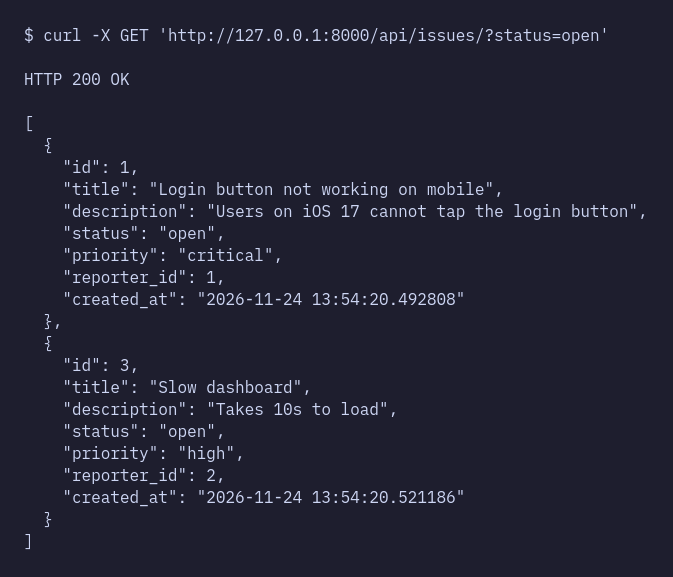 $ curl -X GET 'http://127.0.0.1:8000/api/issues/?status=open'

HTTP 200 OK

[
  {
    "id": 1,
    "title": "Login button not working on mobile",
    "description": "Users on iOS 17 cannot tap the login button",
    "status": "open",
    "priority": "critical",
    "reporter_id": 1,
    "created_at": "2026-11-24 13:54:20.492808"
  },
  {
    "id": 3,
    "title": "Slow dashboard",
    "description": "Takes 10s to load",
    "status": "open",
    "priority": "high",
    "reporter_id": 2,
    "created_at": "2026-11-24 13:54:20.521186"
  }
]